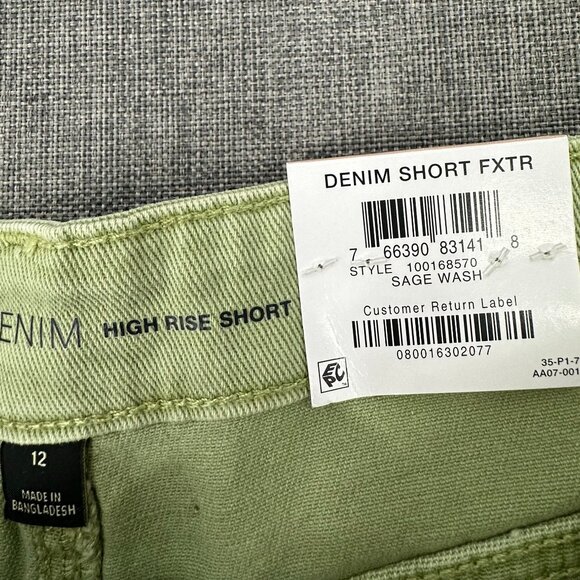 DENIM SHORT FXTR
7 66390 83141 8
STYLE 100168570
SAGE WASH
Customer Return Label
080016302077
EPC™
35-P1-7
AA07-001
ENIM HIGH RISE SHORT
12
MADE IN
BANGLADESH